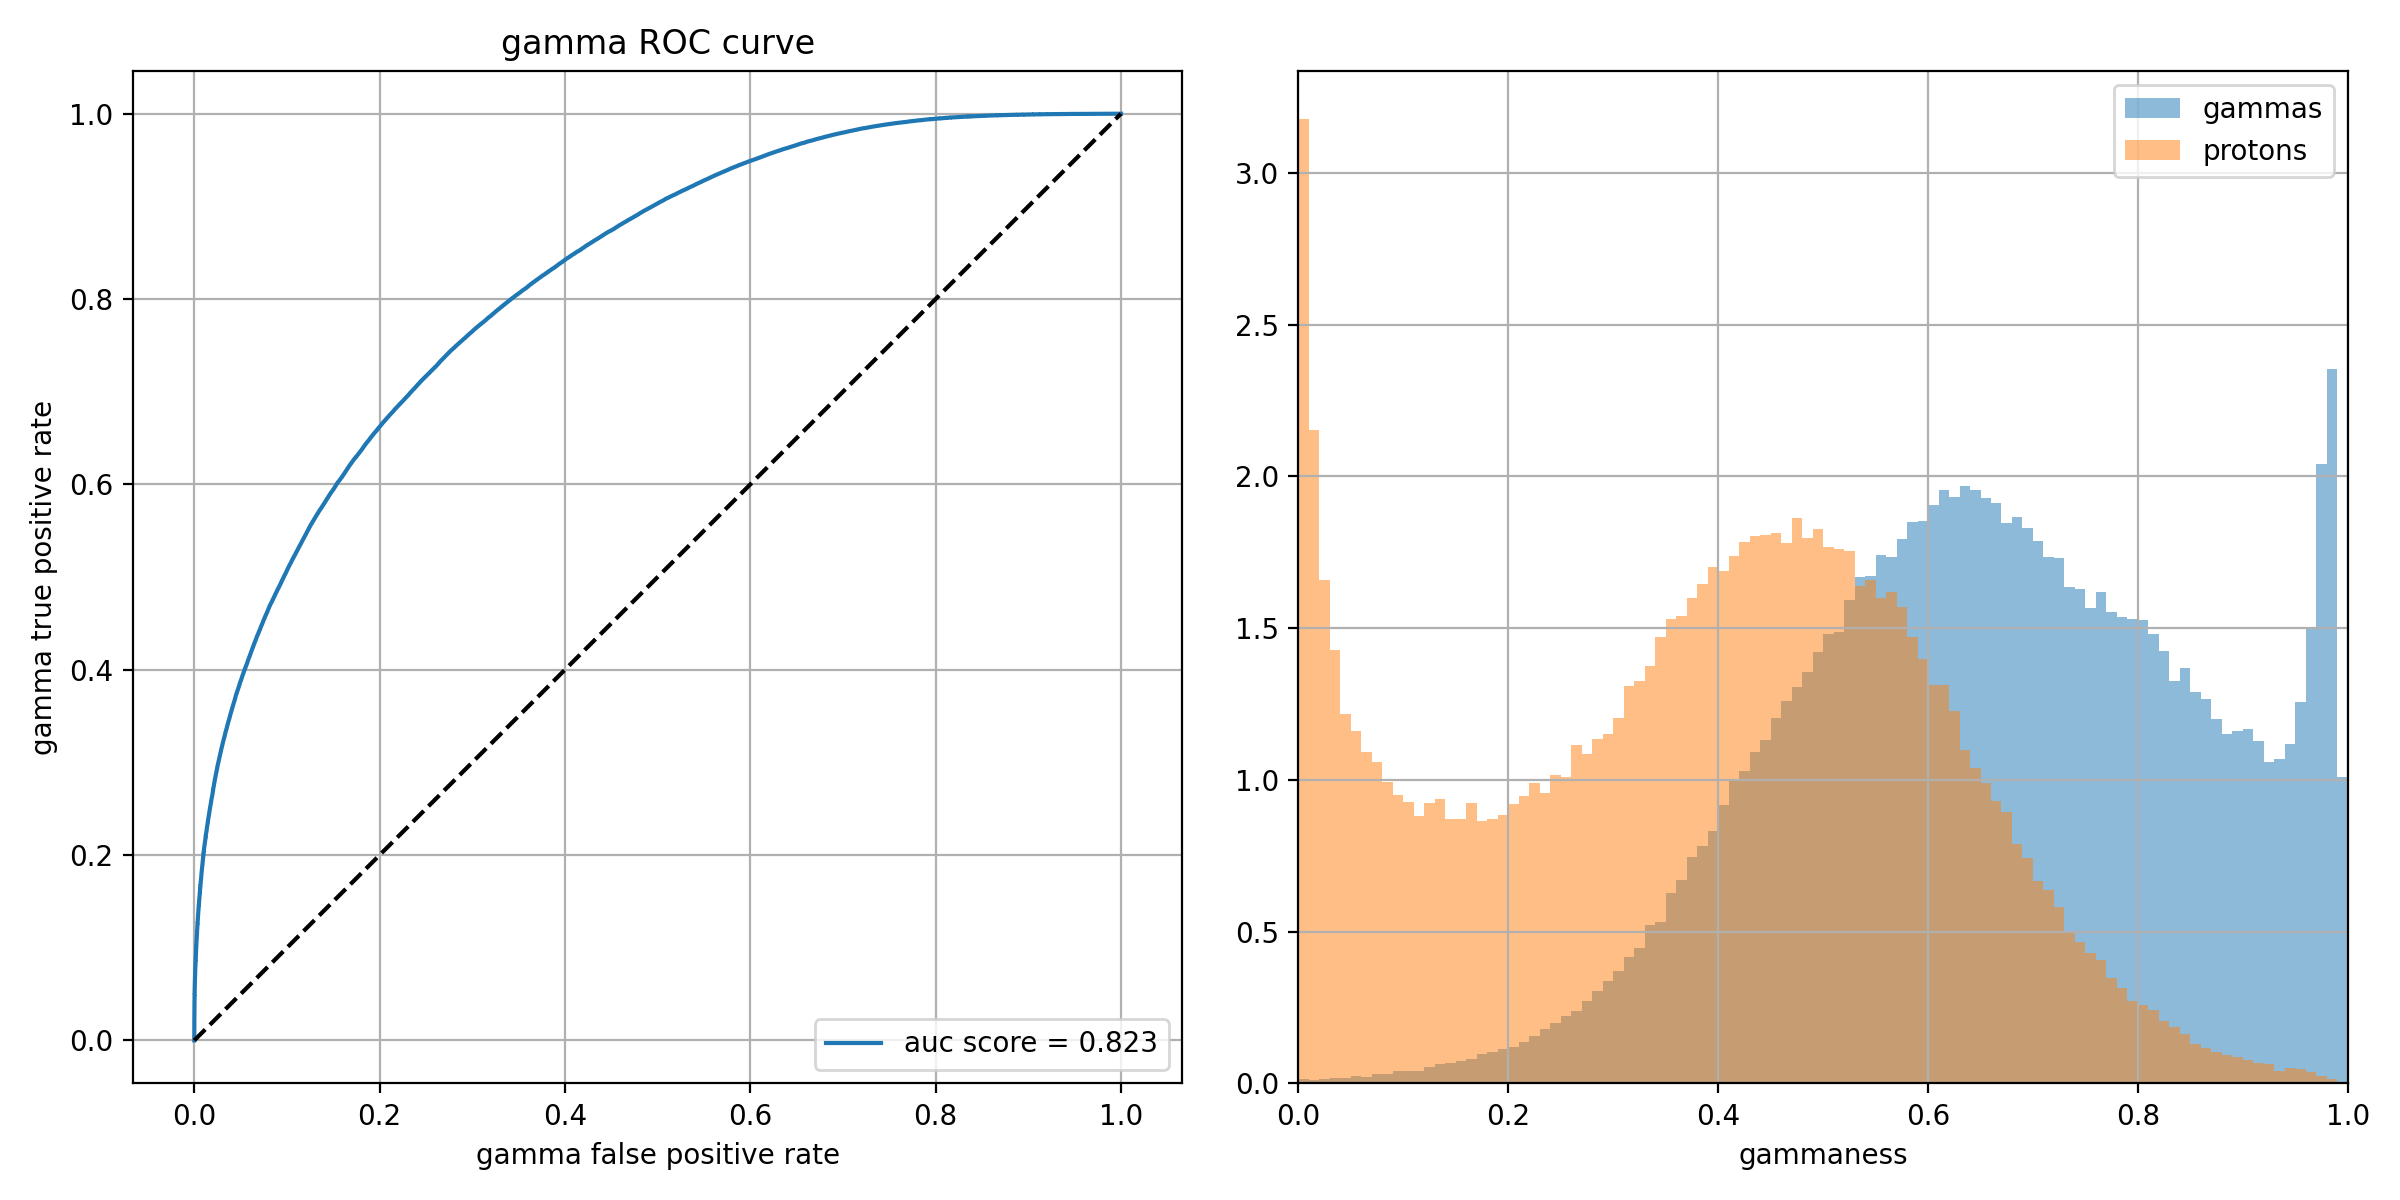 gamma ROC curve
gamma true positive rate
1.0
0.8
0.6
0.4
0.2
0.0
auc score = 0.823
0.0 0.2 0.4 0.6 0.8 1.0
gamma false positive rate
gammas
protons
3.0
2.5
2.0
1.5
1.0
0.5
0.0
0.0 0.2 0.4 0.6 0.8 1.0
gammaness